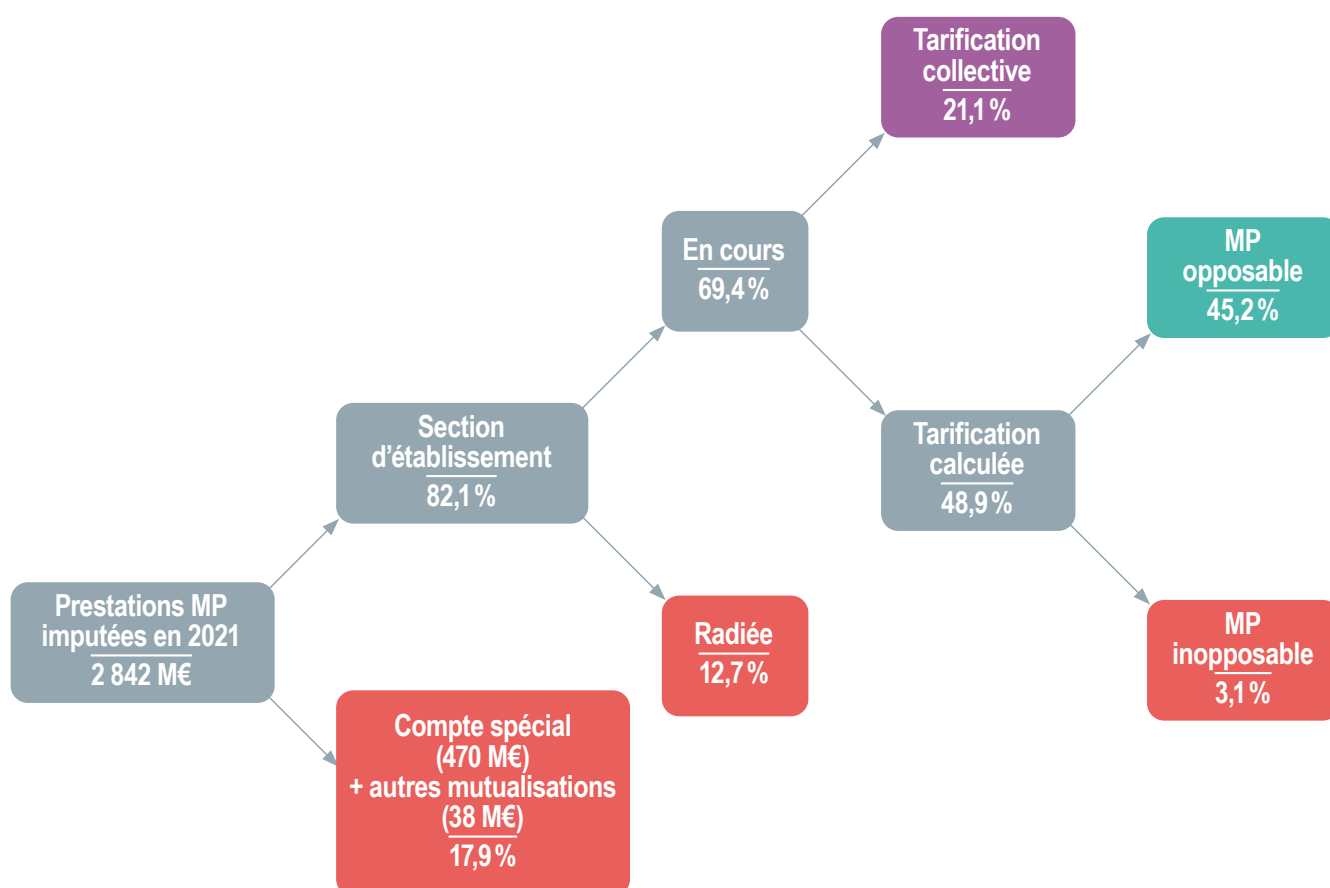 Tarification
collective
21,1 %
En cours
69,4 %
MP
opposable
45,2 %
Section
d'établissement
82,1 %
Tarification
calculée
48,9 %
Prestations MP
imputées en 2021
2 842 M€
Radiée
12,7 %
MP
inopposable
3,1 %
Compte spécial
(470 M€)
+ autres mutualisations
(38 M€)
17,9 %